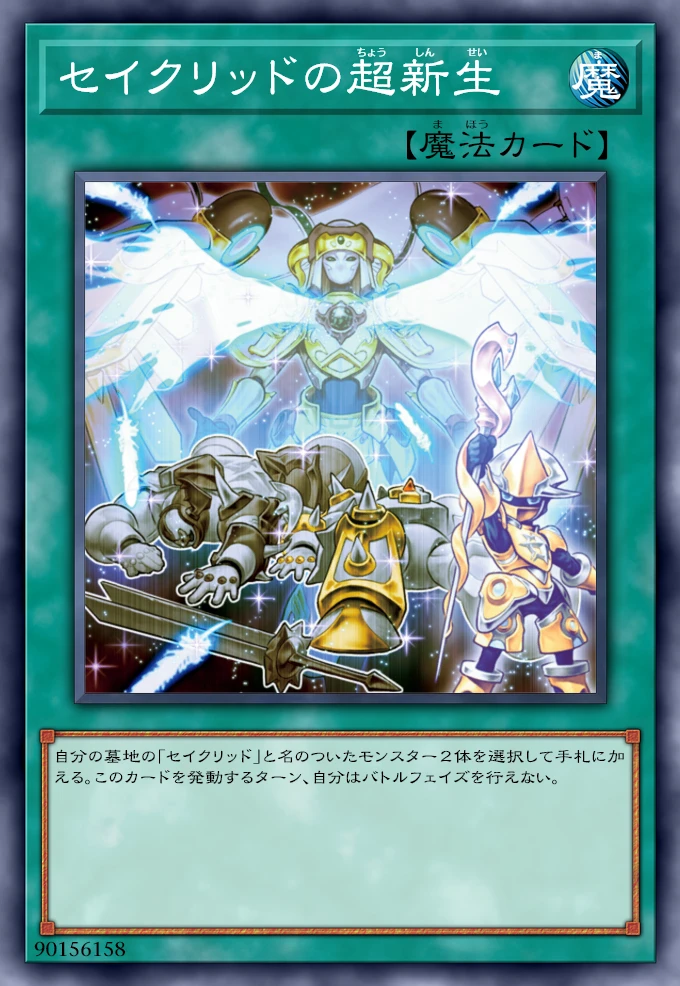 セイクリッドの超新生
ちょう しん せい
魔
ま
【魔法カード】
ま ほう
自分の墓地の「セイクリッド」と名のついたモンスター２体を選択して手札に加
える。このカードを発動するターン、自分はバトルフェイズを行えない。
90156158